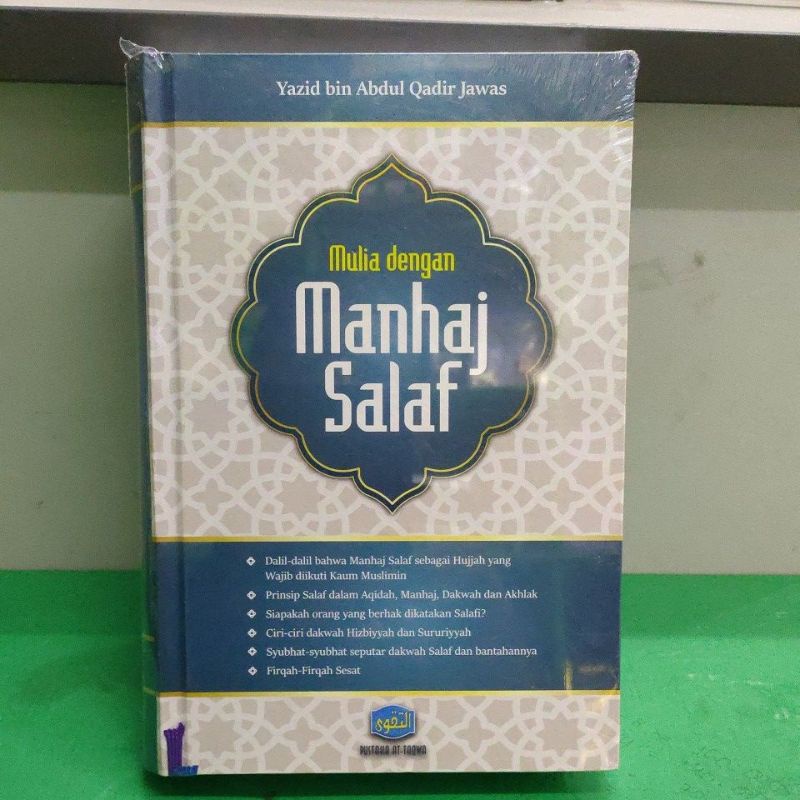 Yazid bin Abdul Qadir Jawas
Mulia dengan
Manhaj
Salaf
Dalil-dalil bahwa Manhaj Salaf sebagai Hujjah yang
Wajib diikuti Kaum Muslimin
Prinsip Salaf dalam Aqidah, Manhaj, Dakwah dan Akhlak
Siapakah orang yang berhak dikatakan Salafi?
Ciri-ciri dakwah Hizbiyyah dan Sururiyyah
Syubhat-syubhat seputar dakwah Salaf dan bantahannya
Firqah-Firqah Sesat
التقوى
PUSTAKA AT-TAQWA
L